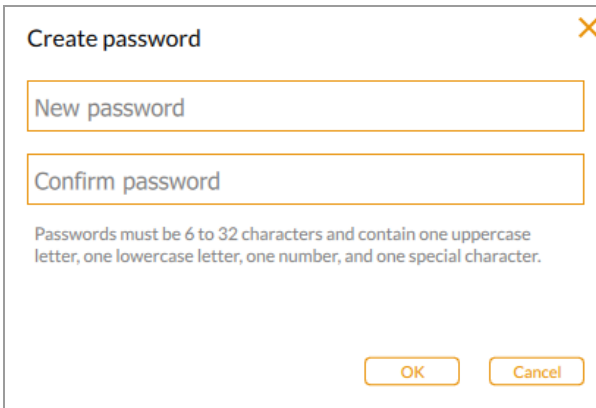 Create password
New password
Confirm password
Passwords must be 6 to 32 characters and contain one uppercase
letter, one lowercase letter, one number, and one special character.
OK
Cancel